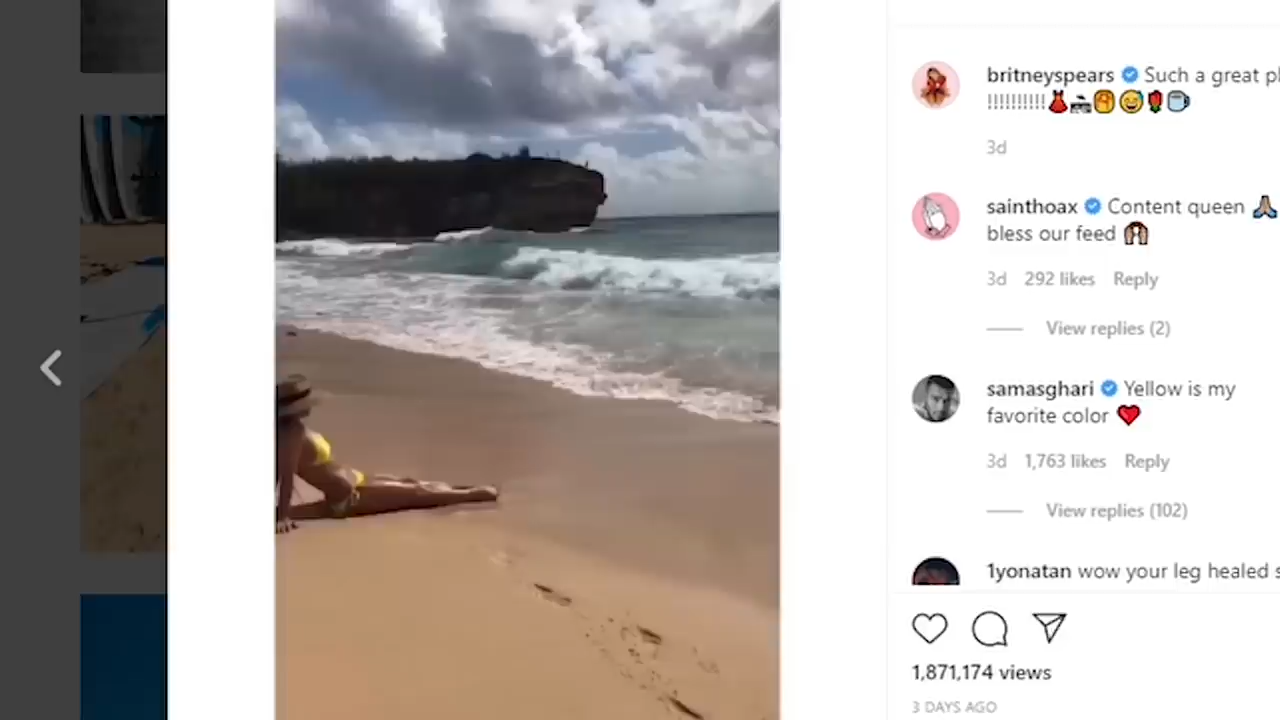 britneyspears Such a great pl
!!!!!!!!!!👗🚤🍞😅🌹☕
3d
sainthoax Content queen 🙏🏽
bless our feed 🙌🏽
3d 292 likes Reply
View replies (2)
samasghari Yellow is my
favorite color ❤️
3d 1,763 likes Reply
View replies (102)
1yonatan wow your leg healed s
1,871,174 views
3 DAYS AGO